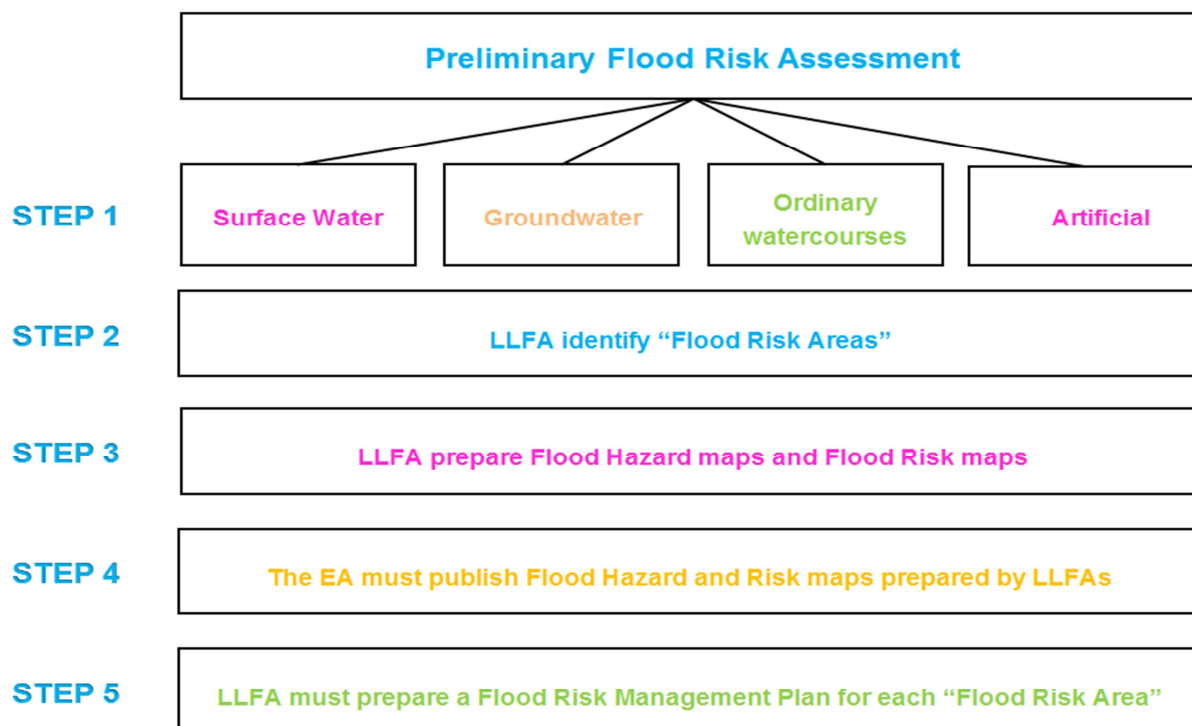 Preliminary Flood Risk Assessment
STEP 1
Surface Water
Groundwater
Ordinary
watercourses
Artificial
STEP 2
LLFA identify “Flood Risk Areas”
STEP 3
LLFA prepare Flood Hazard maps and Flood Risk maps
STEP 4
The EA must publish Flood Hazard and Risk maps prepared by LLFAs
STEP 5
LLFA must prepare a Flood Risk Management Plan for each “Flood Risk Area”